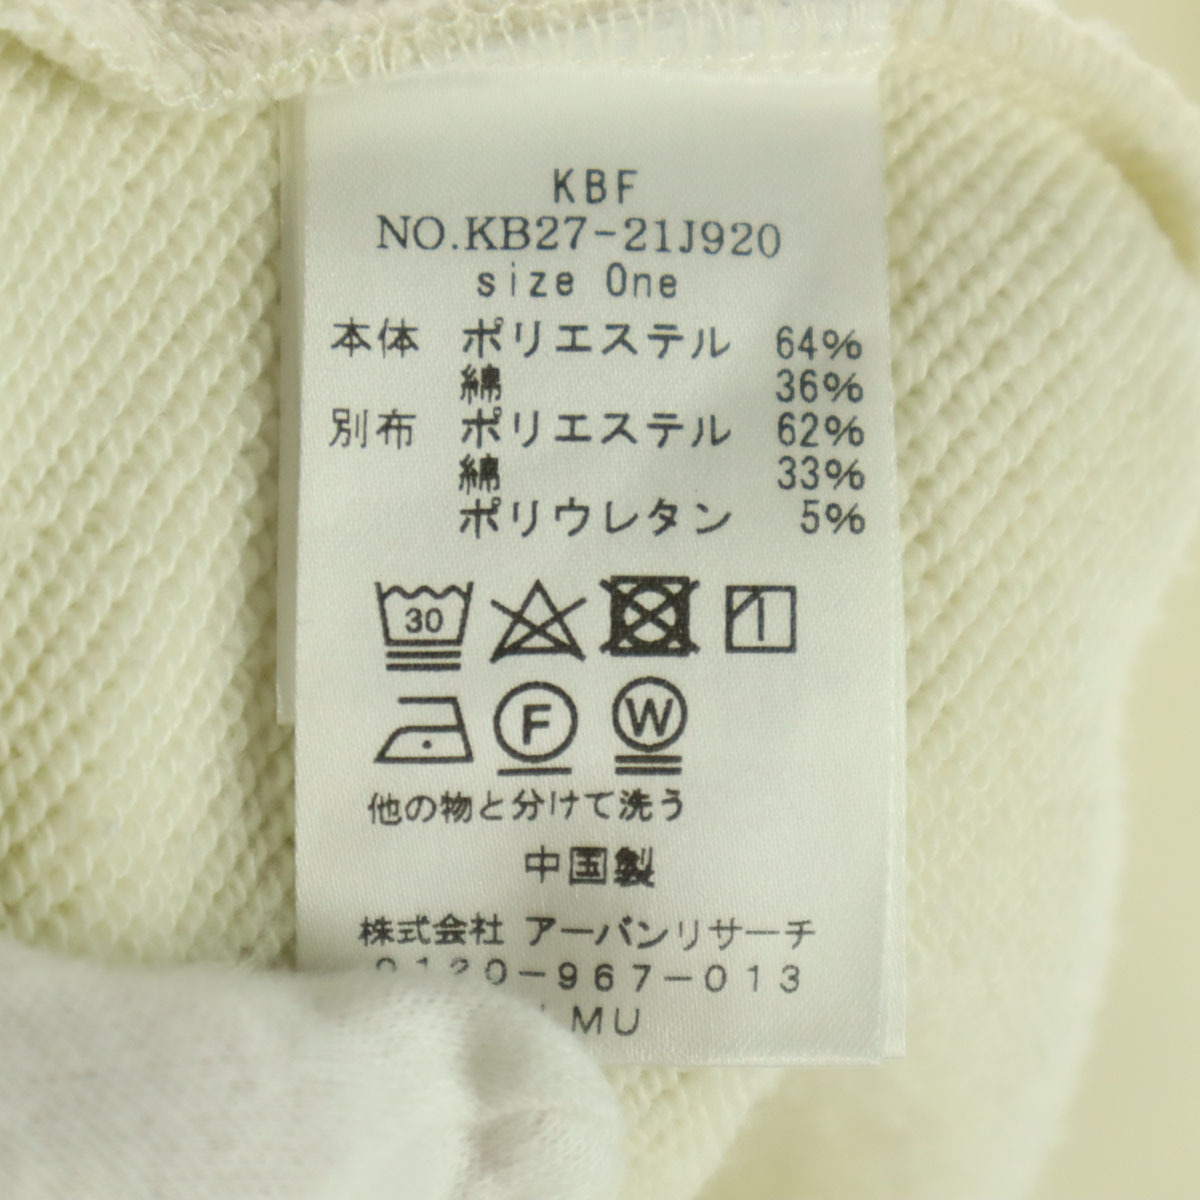 KBF
NO.KB27-21J920
size One
本体 ポリエステル 64%
綿 36%
別布 ポリエステル 62%
綿 33%
ポリウレタン 5%
30
F W
他の物と分けて洗う
中国製
株式会社 アーバンリサーチ
0120-967-013
MU